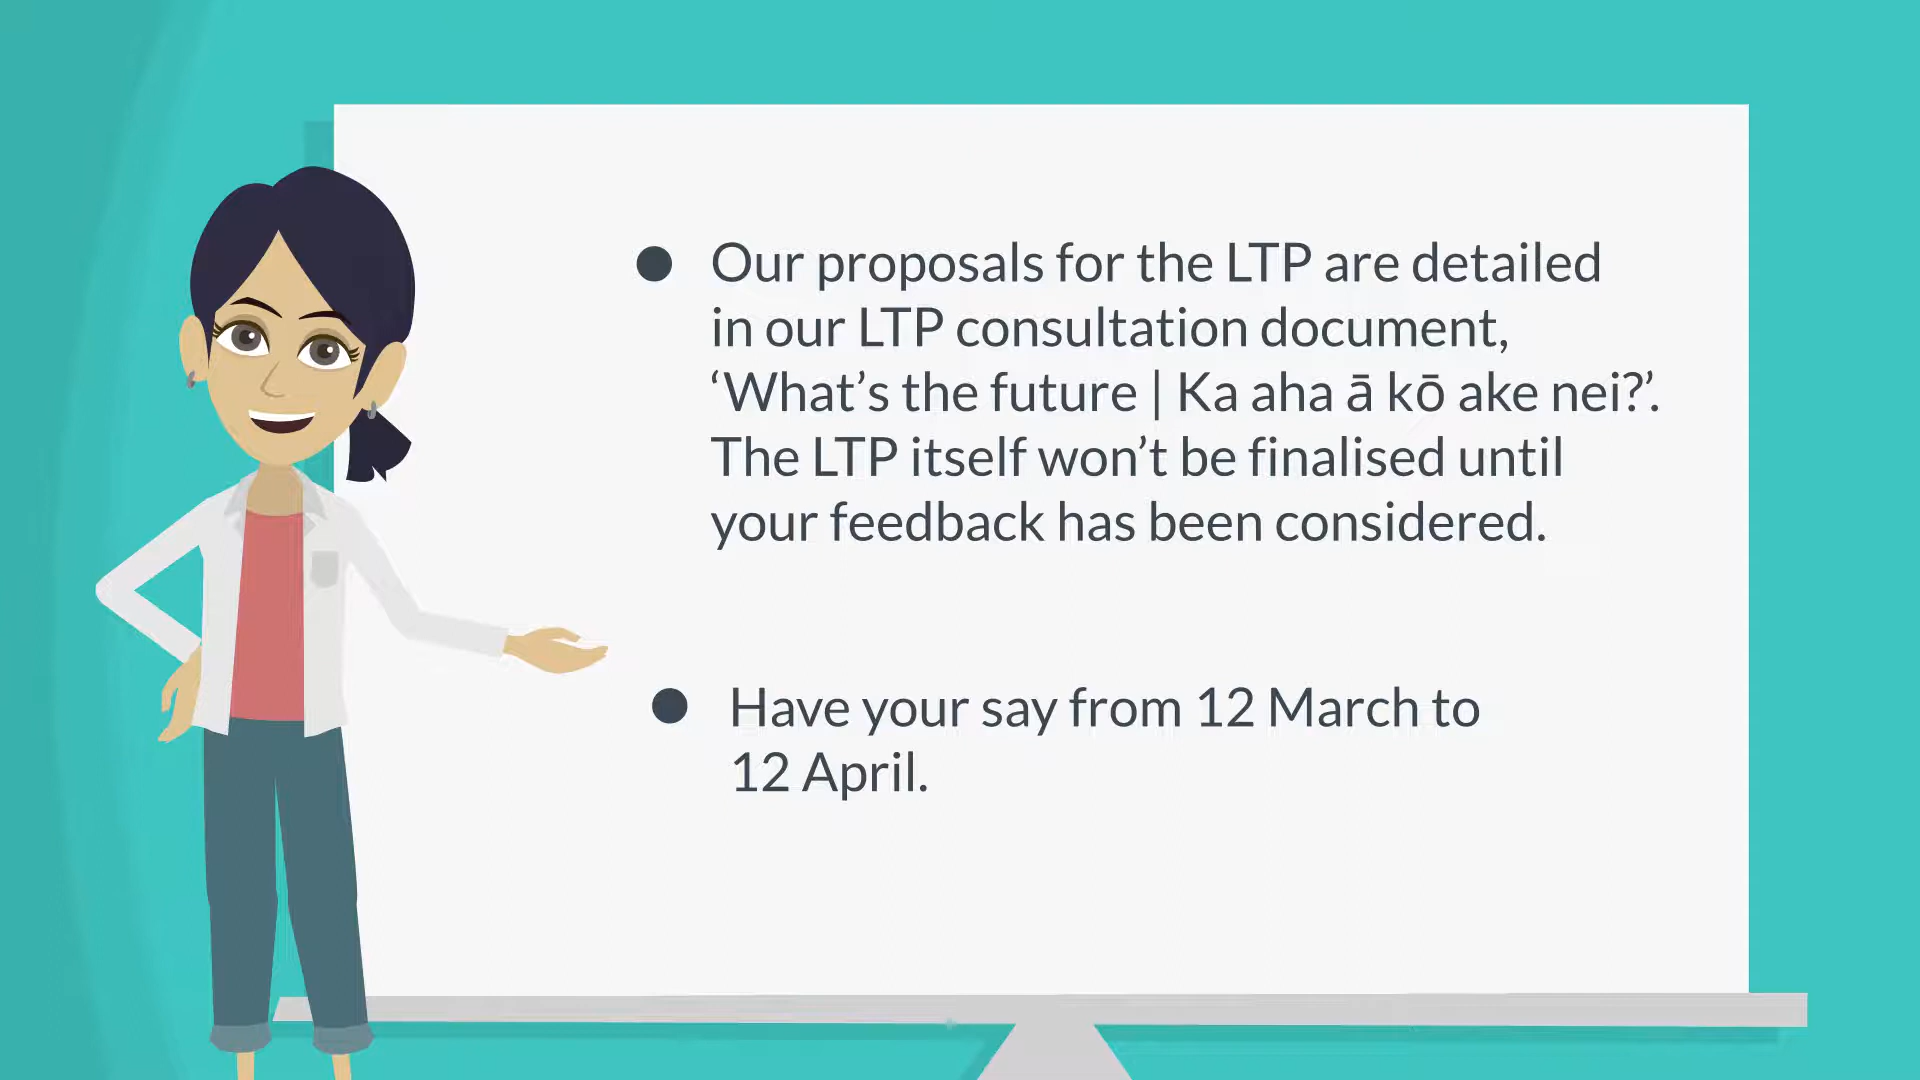 ● Our proposals for the LTP are detailed
in our LTP consultation document,
‘What’s the future | Ka aha ā kō ake nei?’.
The LTP itself won’t be finalised until
your feedback has been considered.
● Have your say from 12 March to
12 April.